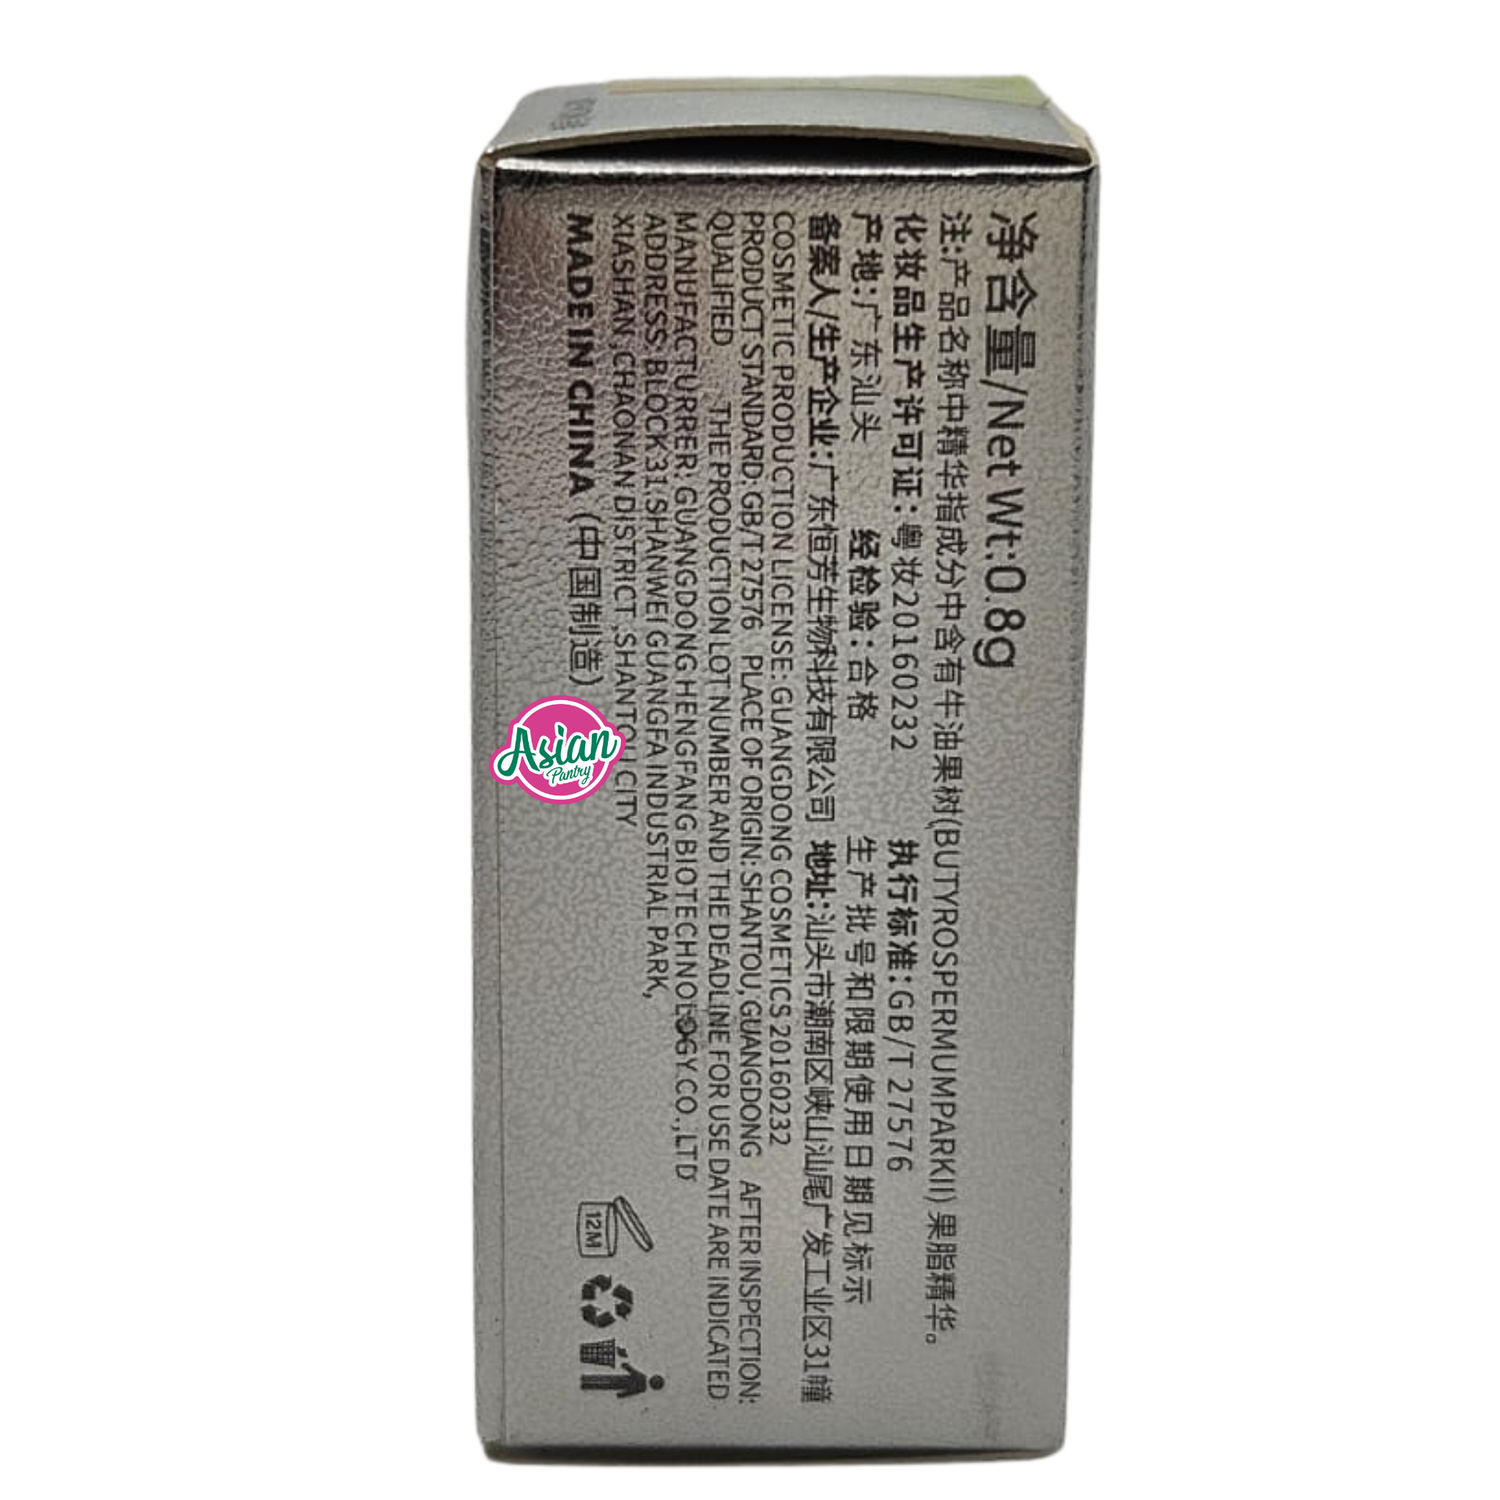 净含量/Net Wt:0.8g
注:产品名称中精华指成分中含有牛油果树(BUTYROSPERMUMPARKII) 果脂精华。
化妆品生产许可证:粤妆20160232 执行标准:GB/T 27576
产地:广东汕头 经检验:合格 生产批号和限期使用日期见标示
备案人/生产企业:广东恒芳生物科技有限公司 地址:汕头市潮南区峡山汕尾广发工业区31幢
COSMETIC PRODUCTION LICENSE: GUANGDONG COSMETICS 20160232
PRODUCT STANDARD: GB/T 27576 PLACE OF ORIGIN: SHANTOU, GUANGDONG AFTER INSPECTION:
QUALIFIED THE PRODUCTION LOT NUMBER AND THE DEADLINE FOR USE DATE ARE INDICATED
MANUFACTURRER: GUANGDONG HENGFANG BIOTECHNOLOGY.CO.,LTD
ADDRESS: BLOCK 31.SHANWEI GUANGFA INDUSTRIAL PARK,
XIASHAN ,CHAONAN DISTRICT ,SHANTOU CITY
MADE IN CHINA (中国制造)
12M
Asian
Pantry